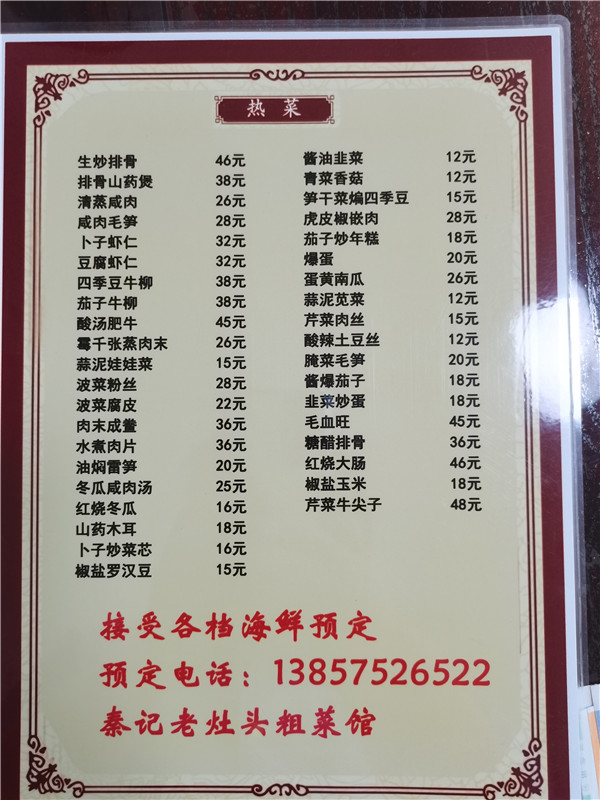 热菜
生炒排骨 46元
排骨山药煲 38元
清蒸咸肉 26元
咸肉毛笋 28元
卜子虾仁 32元
豆腐虾仁 32元
四季豆牛柳 38元
茄子牛柳 38元
酸汤肥牛 45元
霉千张蒸肉末 26元
蒜泥娃娃菜 15元
波菜粉丝 28元
波菜腐皮 22元
肉末成鲞 36元
水煮肉片 36元
油焖雷笋 20元
冬瓜咸肉汤 25元
红烧冬瓜 16元
山药木耳 18元
卜子炒菜芯 16元
椒盐罗汉豆 15元
酱油韭菜 12元
青菜香菇 12元
笋干菜煸四季豆 15元
虎皮椒嵌肉 28元
茄子炒年糕 18元
爆蛋 20元
蛋黄南瓜 26元
蒜泥苋菜 12元
芹菜肉丝 15元
酸辣土豆丝 12元
腌菜毛笋 20元
酱爆茄子 18元
韭菜炒蛋 18元
毛血旺 45元
糖醋排骨 36元
红烧大肠 46元
椒盐玉米 18元
芹菜牛尖子 48元
接受各档海鲜预定
预定电话：13857526522
秦记老灶头粗菜馆